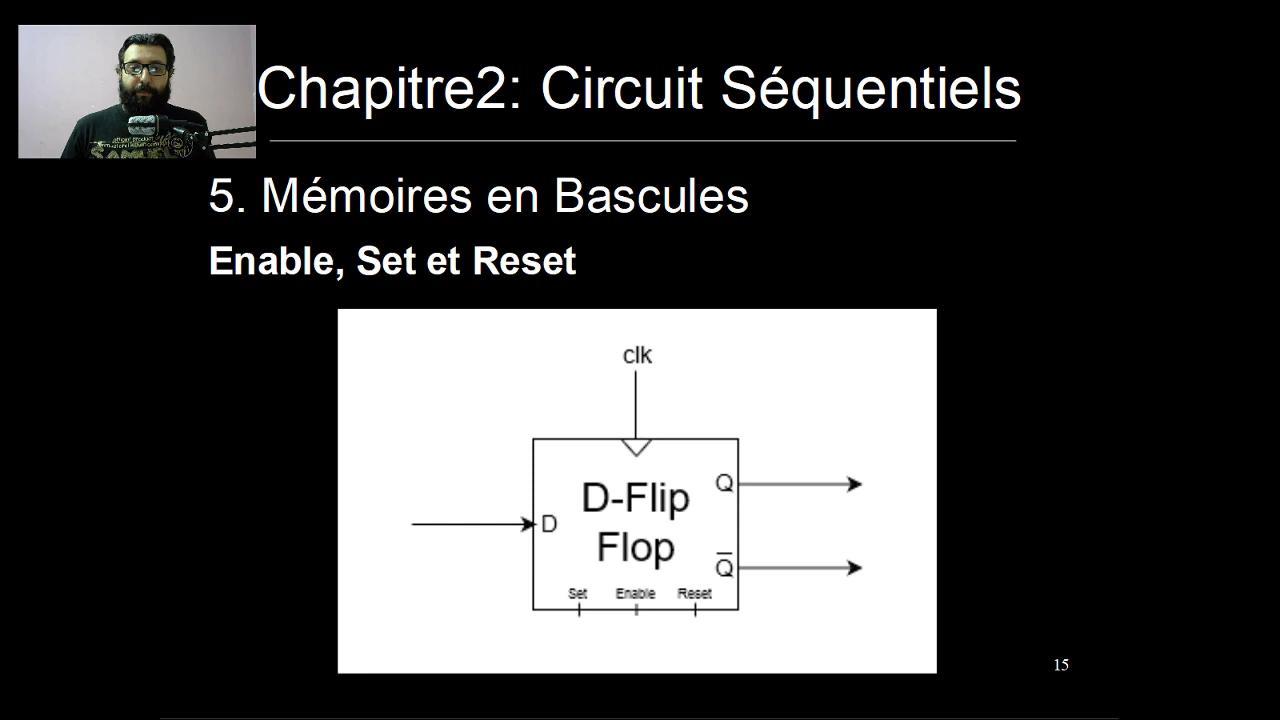 Chapitre2: Circuit Séquentiels
5. Mémoires en Bascules
Enable, Set et Reset
clk
D-Flip
Flop
D
Q
Q̅
Set Enable Reset
15